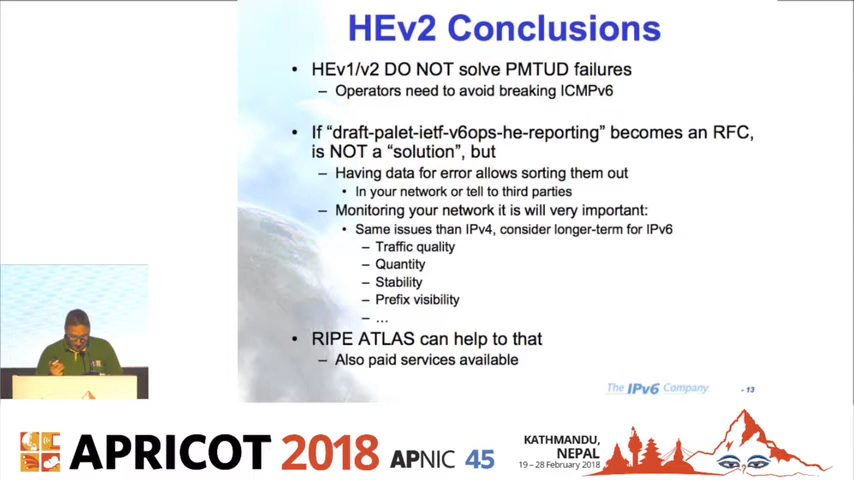 HEv2 Conclusions
• HEv1/v2 DO NOT solve PMTUD failures
– Operators need to avoid breaking ICMPv6
• If “draft-palet-ietf-v6ops-he-reporting” becomes an RFC,
is NOT a “solution”, but
– Having data for error allows sorting them out
• In your network or tell to third parties
– Monitoring your network it is will very important:
• Same issues than IPv4, consider longer-term for IPv6
– Traffic quality
– Quantity
– Stability
– Prefix visibility
– …
• RIPE ATLAS can help to that
– Also paid services available
The IPv6 Company
- 13
APRICOT 2018
APNIC 45
KATHMANDU,
NEPAL
19 – 28 February 2018